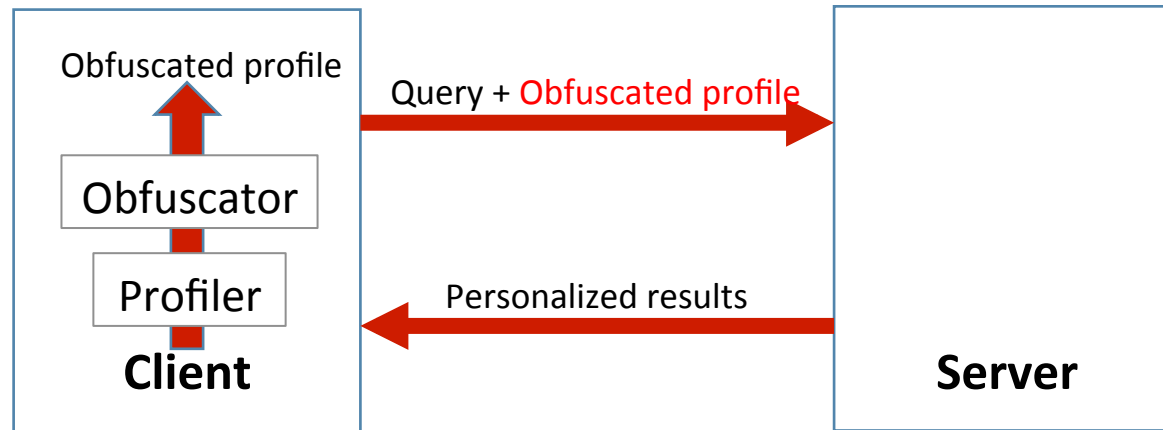 Obfuscated profile
Query + Obfuscated profile
Obfuscator
Profiler
Personalized results
Client
Server